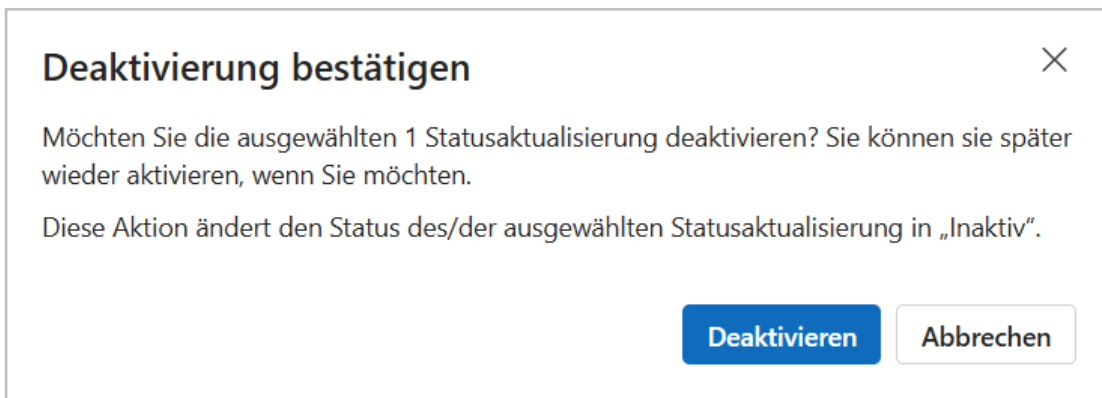 Deaktivierung bestätigen
Möchten Sie die ausgewählten 1 Statusaktualisierung deaktivieren? Sie können sie später
wieder aktivieren, wenn Sie möchten.
Diese Aktion ändert den Status des/der ausgewählten Statusaktualisierung in „Inaktiv“.
Deaktivieren Abbrechen